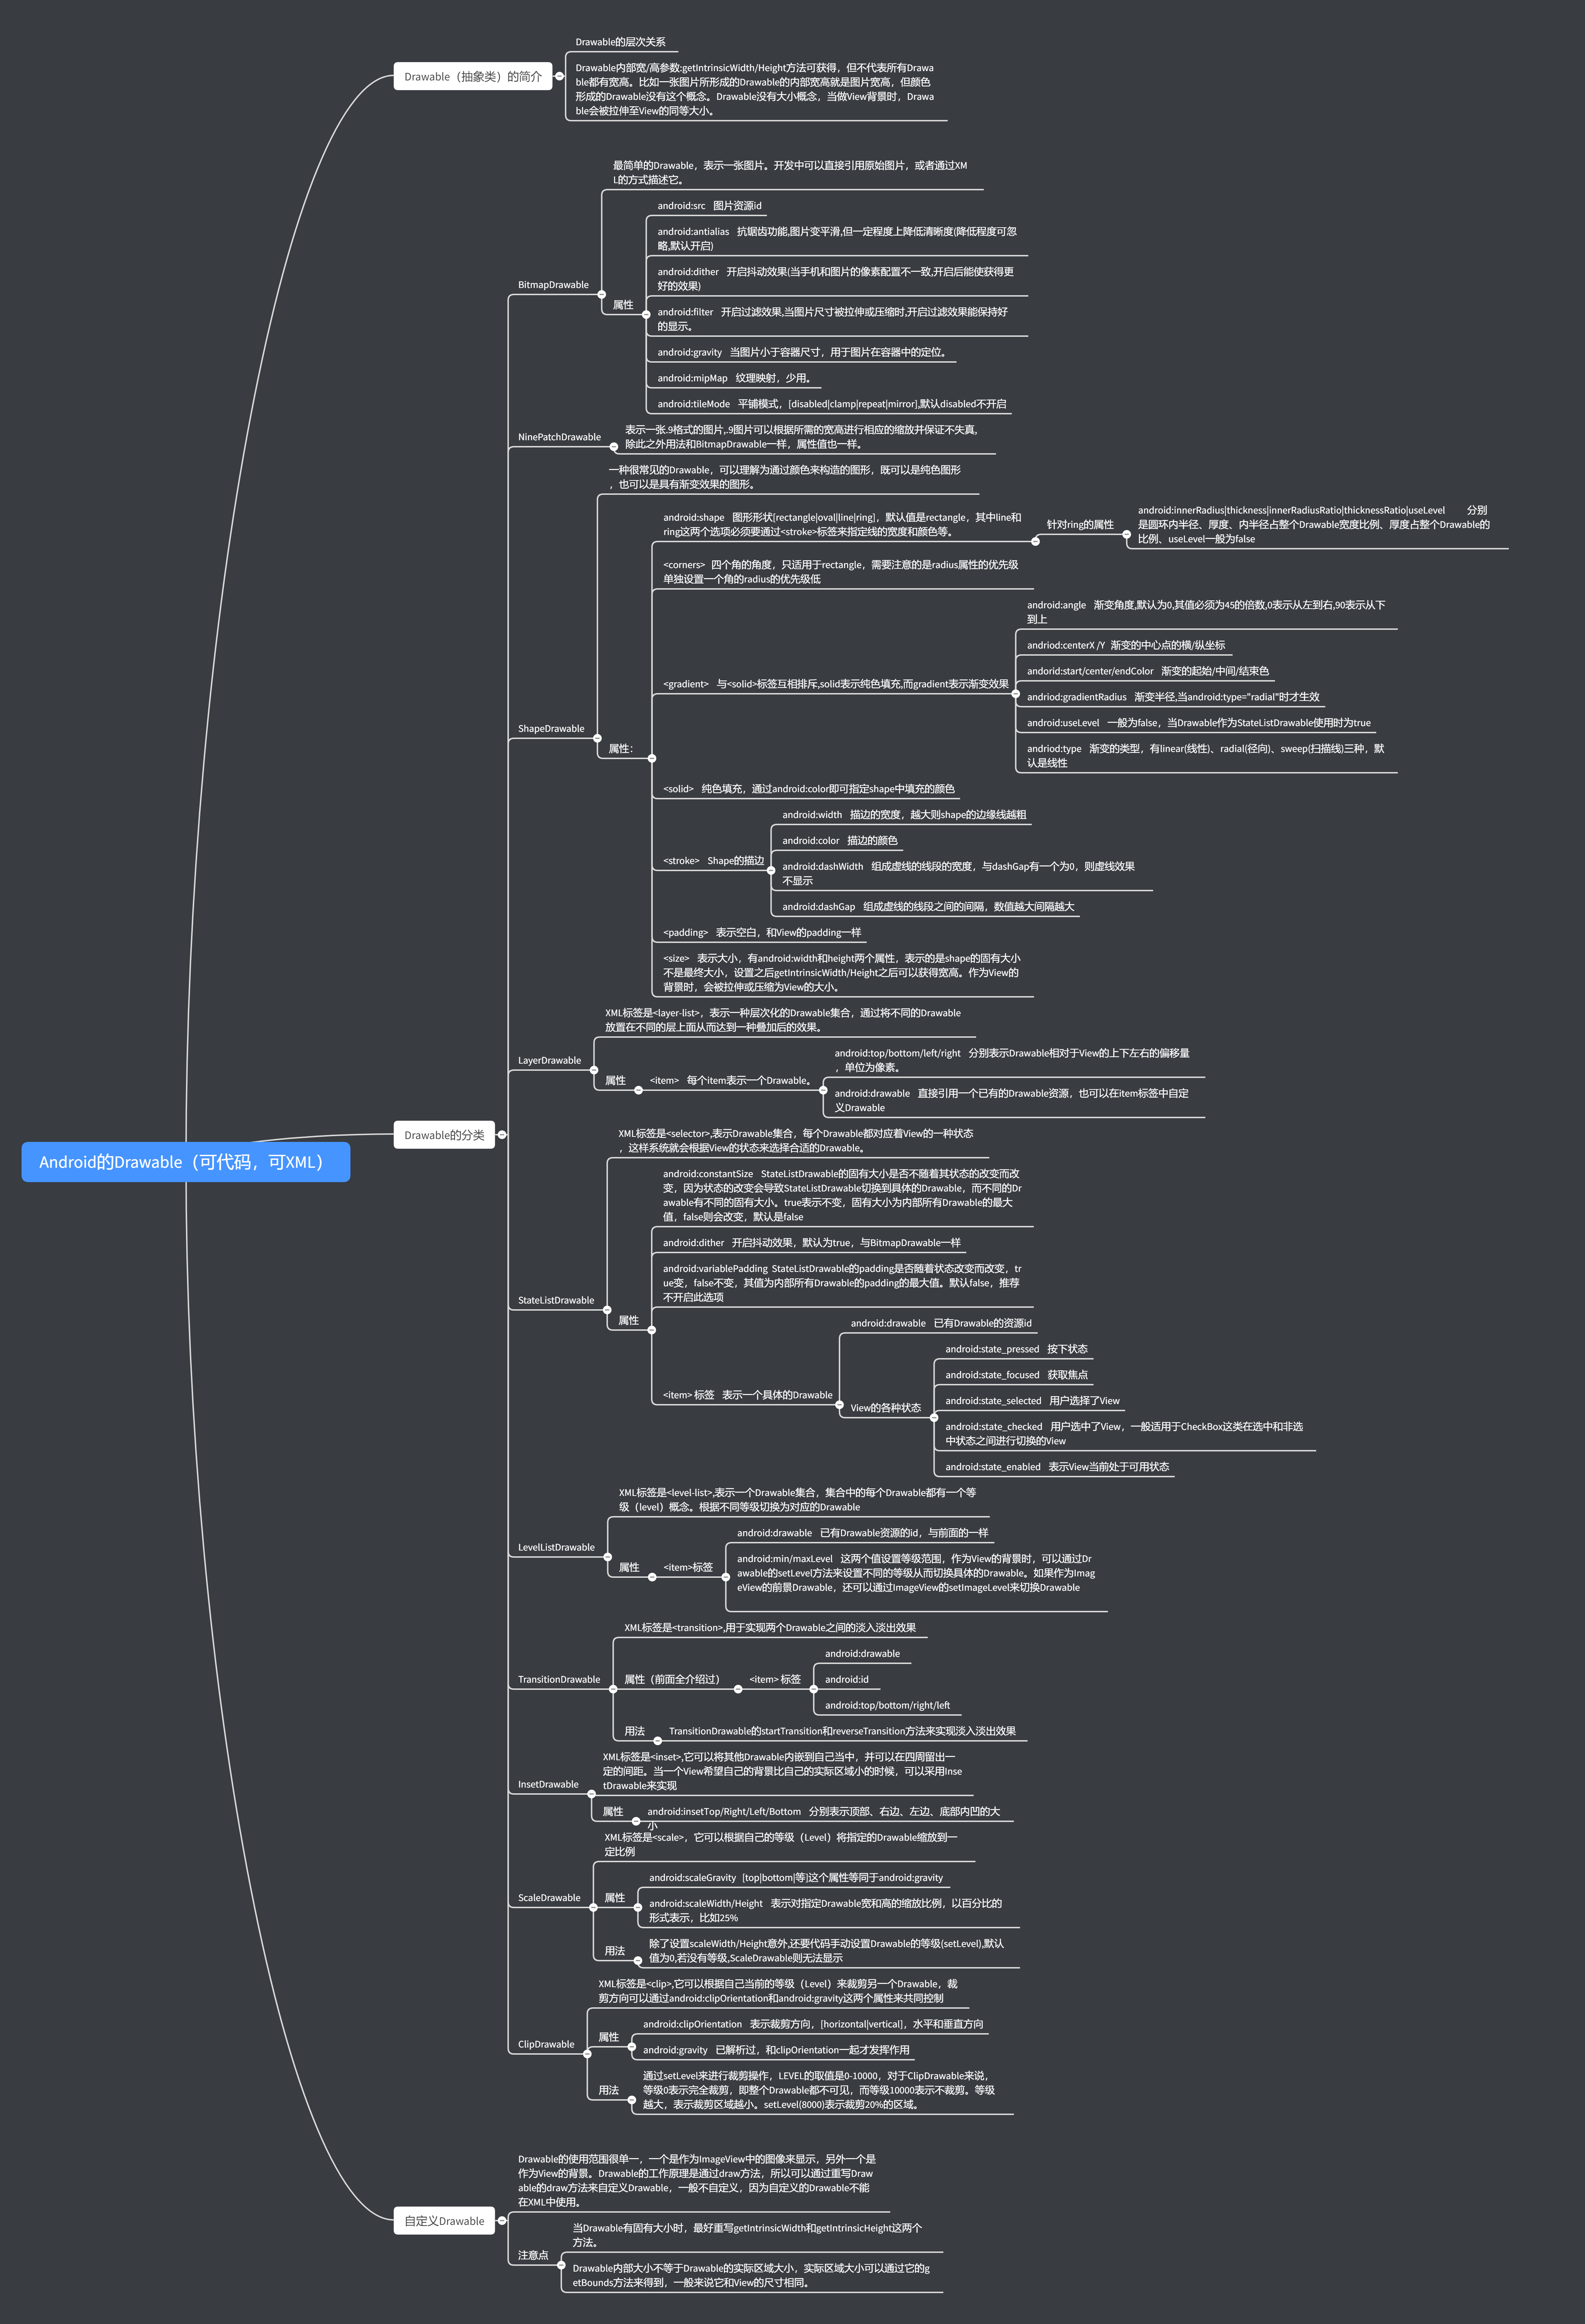 Android的Drawable（可代码，可XML）
Drawable（抽象类）的简介
Drawable的层次关系
Drawable内部宽/高参数:getIntrinsicWidth/Height方法可获得，但不代表所有Drawa
ble都有宽高。比如一张图片所形成的Drawable的内部宽高就是图片宽高，但颜色
形成的Drawable没有这个概念。Drawable没有大小概念，当做View背景时，Drawa
ble会被拉伸至View的同等大小。
Drawable的分类
BitmapDrawable
最简单的Drawable，表示一张图片。开发中可以直接引用原始图片，或者通过XM
L的方式描述它。
属性
android:src 图片资源id
android:antialias 抗锯齿功能,图片变平滑,但一定程度上降低清晰度(降低程度可忽
略,默认开启)
android:dither 开启抖动效果(当手机和图片的像素配置不一致,开启后能使获得更
好的效果)
android:filter 开启过滤效果,当图片尺寸被拉伸或压缩时,开启过滤效果能保持好
的显示。
android:gravity 当图片小于容器尺寸，用于图片在容器中的定位。
android:mipMap 纹理映射，少用。
android:tileMode 平铺模式，[disabled|clamp|repeat|mirror],默认disabled不开启
NinePatchDrawable
表示一张.9格式的图片,.9图片可以根据所需的宽高进行相应的缩放并保证不失真,
除此之外用法和BitmapDrawable一样，属性值也一样。
ShapeDrawable
一种很常见的Drawable，可以理解为通过颜色来构造的图形，既可以是纯色图形
，也可以是具有渐变效果的图形。
属性：
android:shape 图形形状[rectangle|oval|line|ring]，默认值是rectangle，其中line和
ring这两个选项必须要通过<stroke>标签来指定线的宽度和颜色等。
针对ring的属性
android:innerRadius|thickness|innerRadiusRatio|thicknessRatio|useLevel 分别
是圆环内半径、厚度、内半径占整个Drawable宽度比例、厚度占整个Drawable的
比例、useLevel一般为false
<corners> 四个角的角度，只适用于rectangle，需要注意的是radius属性的优先级
单独设置一个角的radius的优先级低
<gradient> 与<solid>标签互相排斥,solid表示纯色填充,而gradient表示渐变效果
android:angle 渐变角度,默认为0,其值必须为45的倍数,0表示从左到右,90表示从下
到上
andriod:centerX /Y 渐变的中心点的横/纵坐标
andorid:start/center/endColor 渐变的起始/中间/结束色
andriod:gradientRadius 渐变半径,当android:type="radial"时才生效
android:useLevel 一般为false，当Drawable作为StateListDrawable使用时为true
andriod:type 渐变的类型，有linear(线性)、radial(径向)、sweep(扫描线)三种，默
认是线性
<solid> 纯色填充，通过android:color即可指定shape中填充的颜色
<stroke> Shape的描边
android:width 描边的宽度，越大则shape的边缘线越粗
android:color 描边的颜色
android:dashWidth 组成虚线的线段的宽度，与dashGap有一个为0，则虚线效果
不显示
android:dashGap 组成虚线的线段之间的间隔，数值越大间隔越大
<padding> 表示空白，和View的padding一样
<size> 表示大小，有android:width和height两个属性，表示的是shape的固有大小
不是最终大小，设置之后getIntrinsicWidth/Height之后可以获得宽高。作为View的
背景时，会被拉伸或压缩为View的大小。
LayerDrawable
XML标签是<layer-list>，表示一种层次化的Drawable集合，通过将不同的Drawable
放置在不同的层上面从而达到一种叠加后的效果。
属性
<item> 每个item表示一个Drawable。
android:top/bottom/left/right 分别表示Drawable相对于View的上下左右的偏移量
，单位为像素。
android:drawable 直接引用一个已有的Drawable资源，也可以在item标签中自定
义Drawable
StateListDrawable
XML标签是<selector>,表示Drawable集合，每个Drawable都对应着View的一种状态
，这样系统就会根据View的状态来选择合适的Drawable。
属性
android:constantSize StateListDrawable的固有大小是否不随着其状态的改变而改
变，因为状态的改变会导致StateListDrawable切换到具体的Drawable，而不同的Dr
awable有不同的固有大小。true表示不变，固有大小为内部所有Drawable的最大
值，false则会改变，默认是false
android:dither 开启抖动效果，默认为true，与BitmapDrawable一样
android:variablePadding StateListDrawable的padding是否随着状态改变而改变，tr
ue变，false不变，其值为内部所有Drawable的padding的最大值。默认false，推荐
不开启此选项
<item> 标签 表示一个具体的Drawable
android:drawable 已有Drawable的资源id
View的各种状态
android:state_pressed 按下状态
android:state_focused 获取焦点
android:state_selected 用户选择了View
android:state_checked 用户选中了View，一般适用于CheckBox这类在选中和非选
中状态之间进行切换的View
android:state_enabled 表示View当前处于可用状态
LevelListDrawable
XML标签是<level-list>,表示一个Drawable集合，集合中的每个Drawable都有一个等
级（level）概念。根据不同等级切换为对应的Drawable
属性
<item>标签
android:drawable 已有Drawable资源的id，与前面的一样
android:min/maxLevel 这两个值设置等级范围，作为View的背景时，可以通过Dr
awable的setLevel方法来设置不同的等级从而切换具体的Drawable。如果作为Imag
eView的前景Drawable，还可以通过ImageView的setImageLevel来切换Drawable
TransitionDrawable
XML标签是<transition>,用于实现两个Drawable之间的淡入淡出效果
属性（前面全介绍过）
<item> 标签
android:drawable
android:id
android:top/bottom/right/left
用法
TransitionDrawable的startTransition和reverseTransition方法来实现淡入淡出效果
InsetDrawable
XML标签是<inset>,它可以将其他Drawable内嵌到自己当中，并可以在四周留出一
定的间距。当一个View希望自己的背景比自己的实际区域小的时候，可以采用Inse
tDrawable来实现
属性
android:insetTop/Right/Left/Bottom 分别表示顶部、右边、左边、底部内凹的大
小
ScaleDrawable
XML标签是<scale>，它可以根据自己的等级（Level）将指定的Drawable缩放到一
定比例
属性
android:scaleGravity [top|bottom|等]这个属性等同于android:gravity
android:scaleWidth/Height 表示对指定Drawable宽和高的缩放比例，以百分比的
形式表示，比如25%
用法
除了设置scaleWidth/Height意外,还要代码手动设置Drawable的等级(setLevel),默认
值为0,若没有等级,ScaleDrawable则无法显示
ClipDrawable
XML标签是<clip>,它可以根据自己当前的等级（Level）来裁剪另一个Drawable，裁
剪方向可以通过android:clipOrientation和android:gravity这两个属性来共同控制
属性
android:clipOrientation 表示裁剪方向，[horizontal|vertical]，水平和垂直方向
android:gravity 已解析过，和clipOrientation一起才发挥作用
用法
通过setLevel来进行裁剪操作，LEVEL的取值是0-10000，对于ClipDrawable来说，
等级0表示完全裁剪，即整个Drawable都不可见，而等级10000表示不裁剪。等级
越大，表示裁剪区域越小。setLevel(8000)表示裁剪20%的区域。
自定义Drawable
Drawable的使用范围很单一，一个是作为ImageView中的图像来显示，另外一个是
作为View的背景。Drawable的工作原理是通过draw方法，所以可以通过重写Draw
able的draw方法来自定义Drawable，一般不自定义，因为自定义的Drawable不能
在XML中使用。
注意点
当Drawable有固有大小时，最好重写getIntrinsicWidth和getIntrinsicHeight这两个
方法。
Drawable内部大小不等于Drawable的实际区域大小，实际区域大小可以通过它的g
etBounds方法来得到，一般来说它和View的尺寸相同。